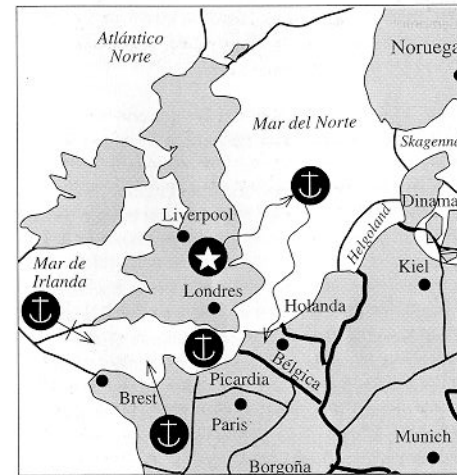 Atlántico
Norte
Noruega
Mar del Norte
Skagerra
Dinama
Liverpool
Helgoland
Mar de
Irlanda
Kiel
Londres
Holanda
Bélgica
Picardia
Brest
Paris
Munich
Borgoña